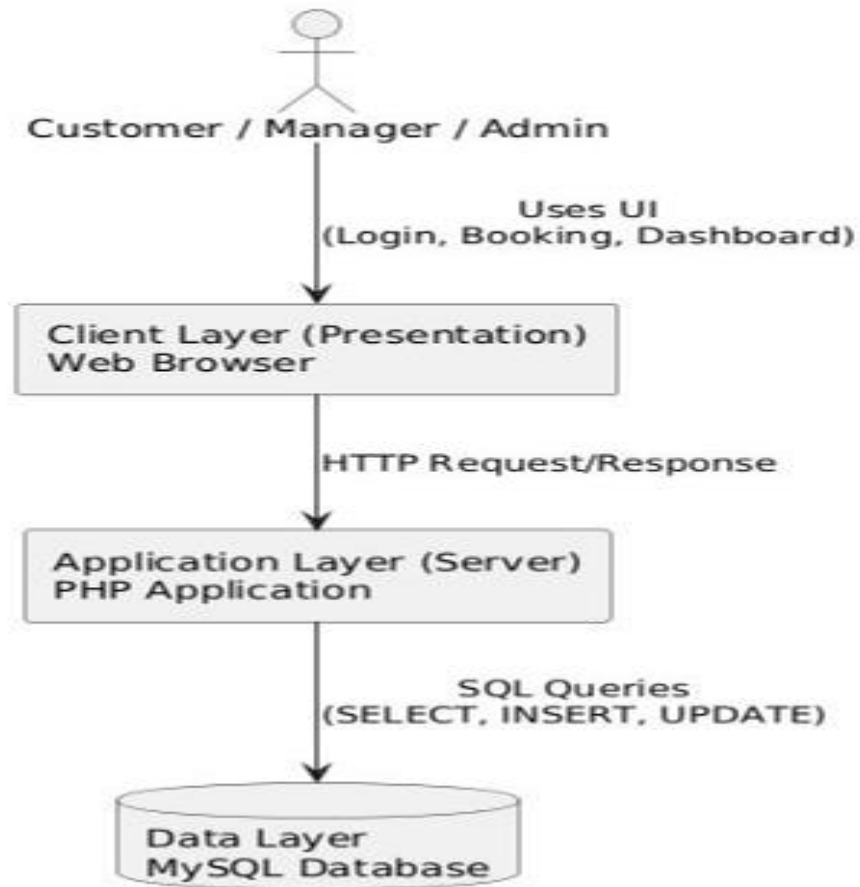 Customer / Manager / Admin
Uses UI
(Login, Booking, Dashboard)
Client Layer (Presentation)
Web Browser
HTTP Request/Response
Application Layer (Server)
PHP Application
SQL Queries
(SELECT, INSERT, UPDATE)
Data Layer
MySQL Database